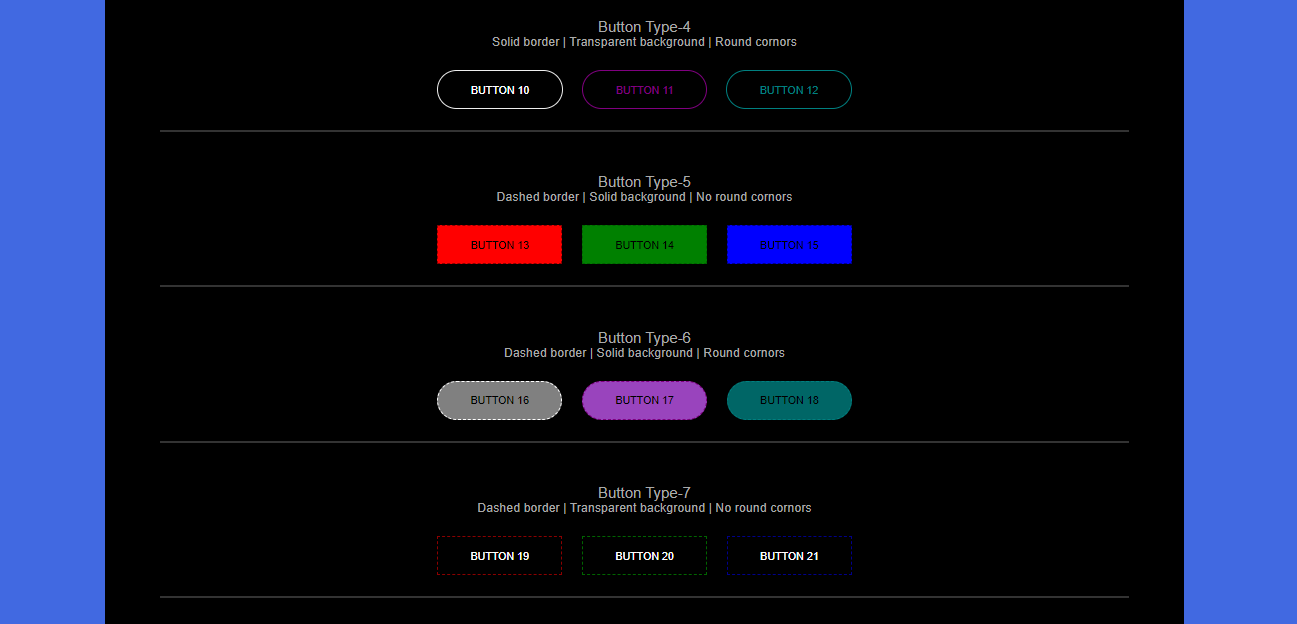 Button Type-4
Solid border | Transparent background | Round cornors
BUTTON 10 BUTTON 11 BUTTON 12
Button Type-5
Dashed border | Solid background | No round cornors
BUTTON 13 BUTTON 14 BUTTON 15
Button Type-6
Dashed border | Solid background | Round cornors
BUTTON 16 BUTTON 17 BUTTON 18
Button Type-7
Dashed border | Transparent background | No round cornors
BUTTON 19 BUTTON 20 BUTTON 21